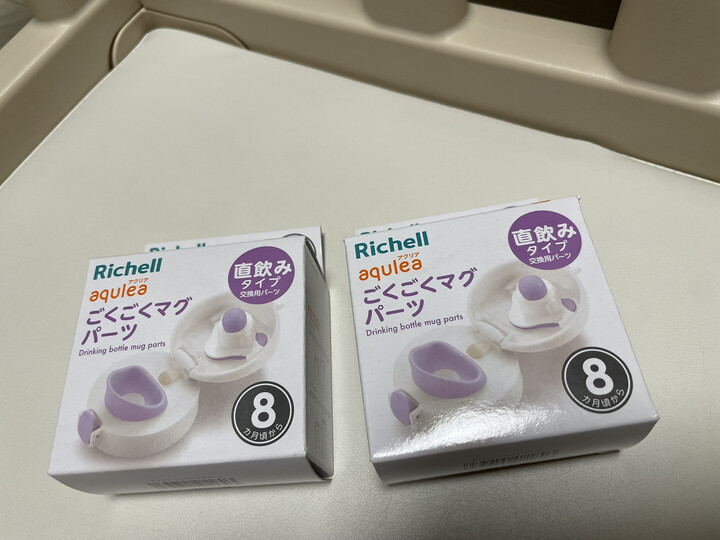 Richell
アクリア
aqulea
ごくごくマグ
パーツ
Drinking bottle mug parts
直飲み
タイプ
交換用パーツ
8
カ月頃から
Richell
アクリア
aqulea
ごくごくマグ
パーツ
Drinking bottle mug parts
直飲み
タイプ
交換用パーツ
8
カ月頃から